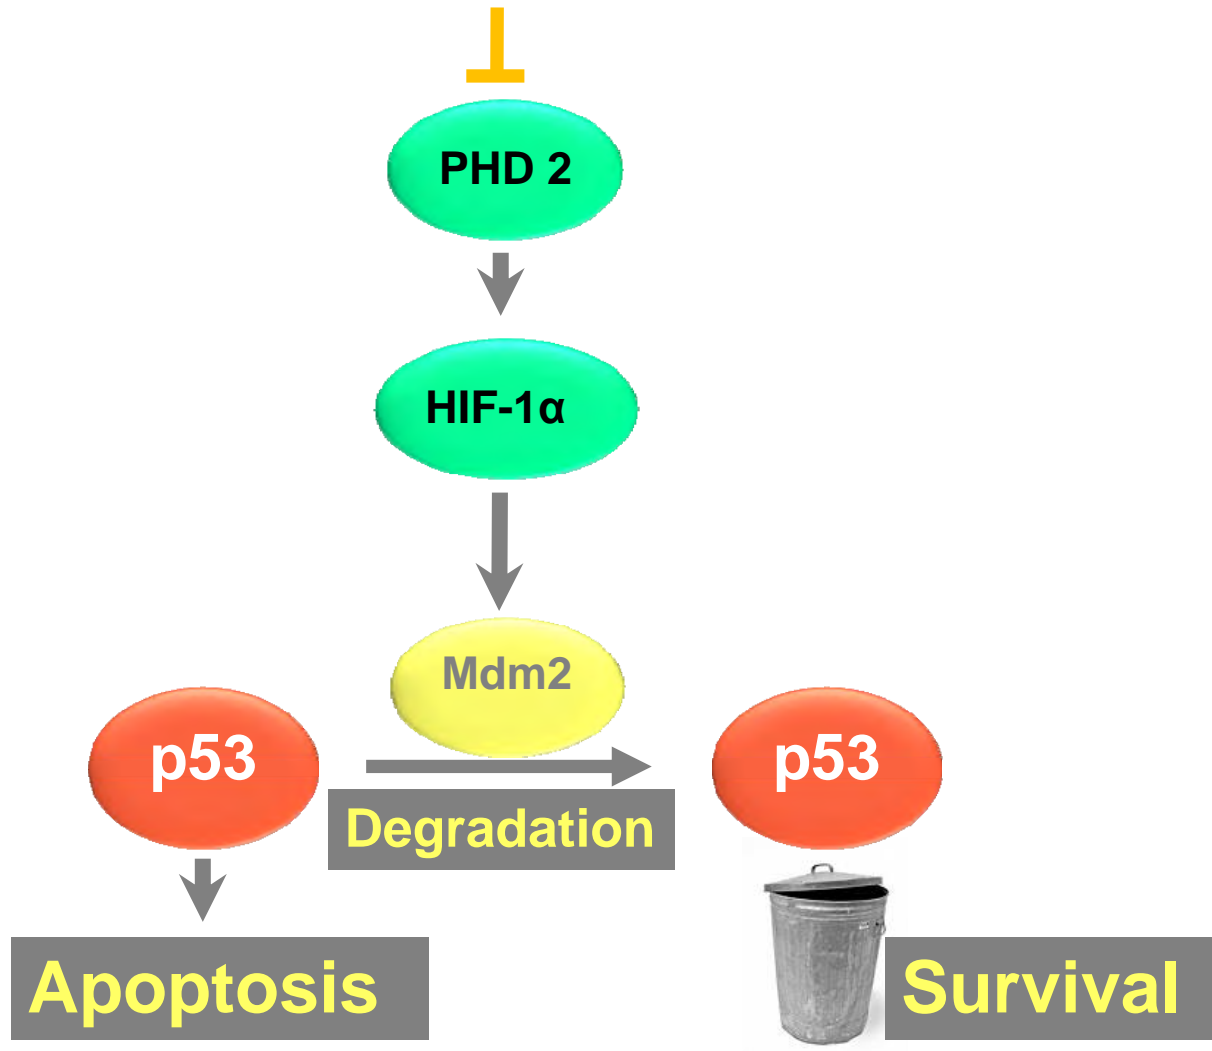 PHD 2
HIF-1α
Mdm2
p53
p53
Degradation
Apoptosis
Survival